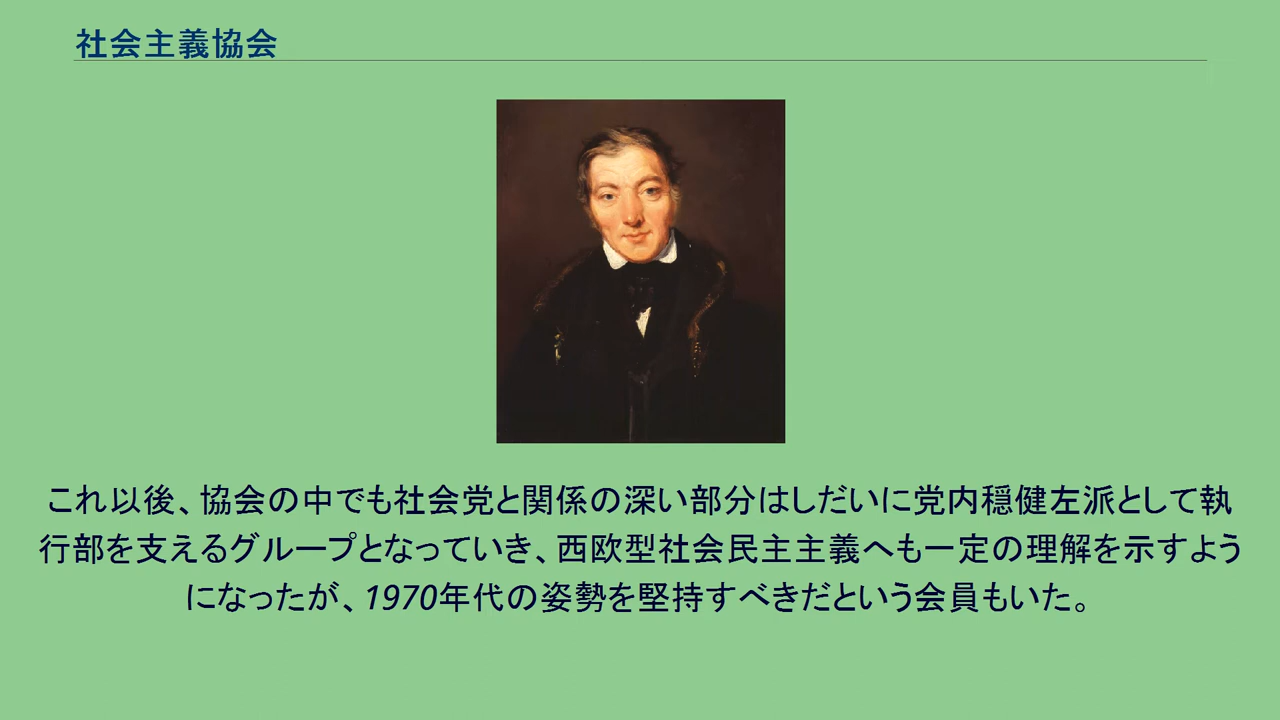 社会主義協会
これ以後、協会の中でも社会党と関係の深い部分はしだいに党内穏健左派として執
行部を支えるグループとなっていき、西欧型社会民主主義へも一定の理解を示すよう
になったが、1970年代の姿勢を堅持すべきだという会員もいた。